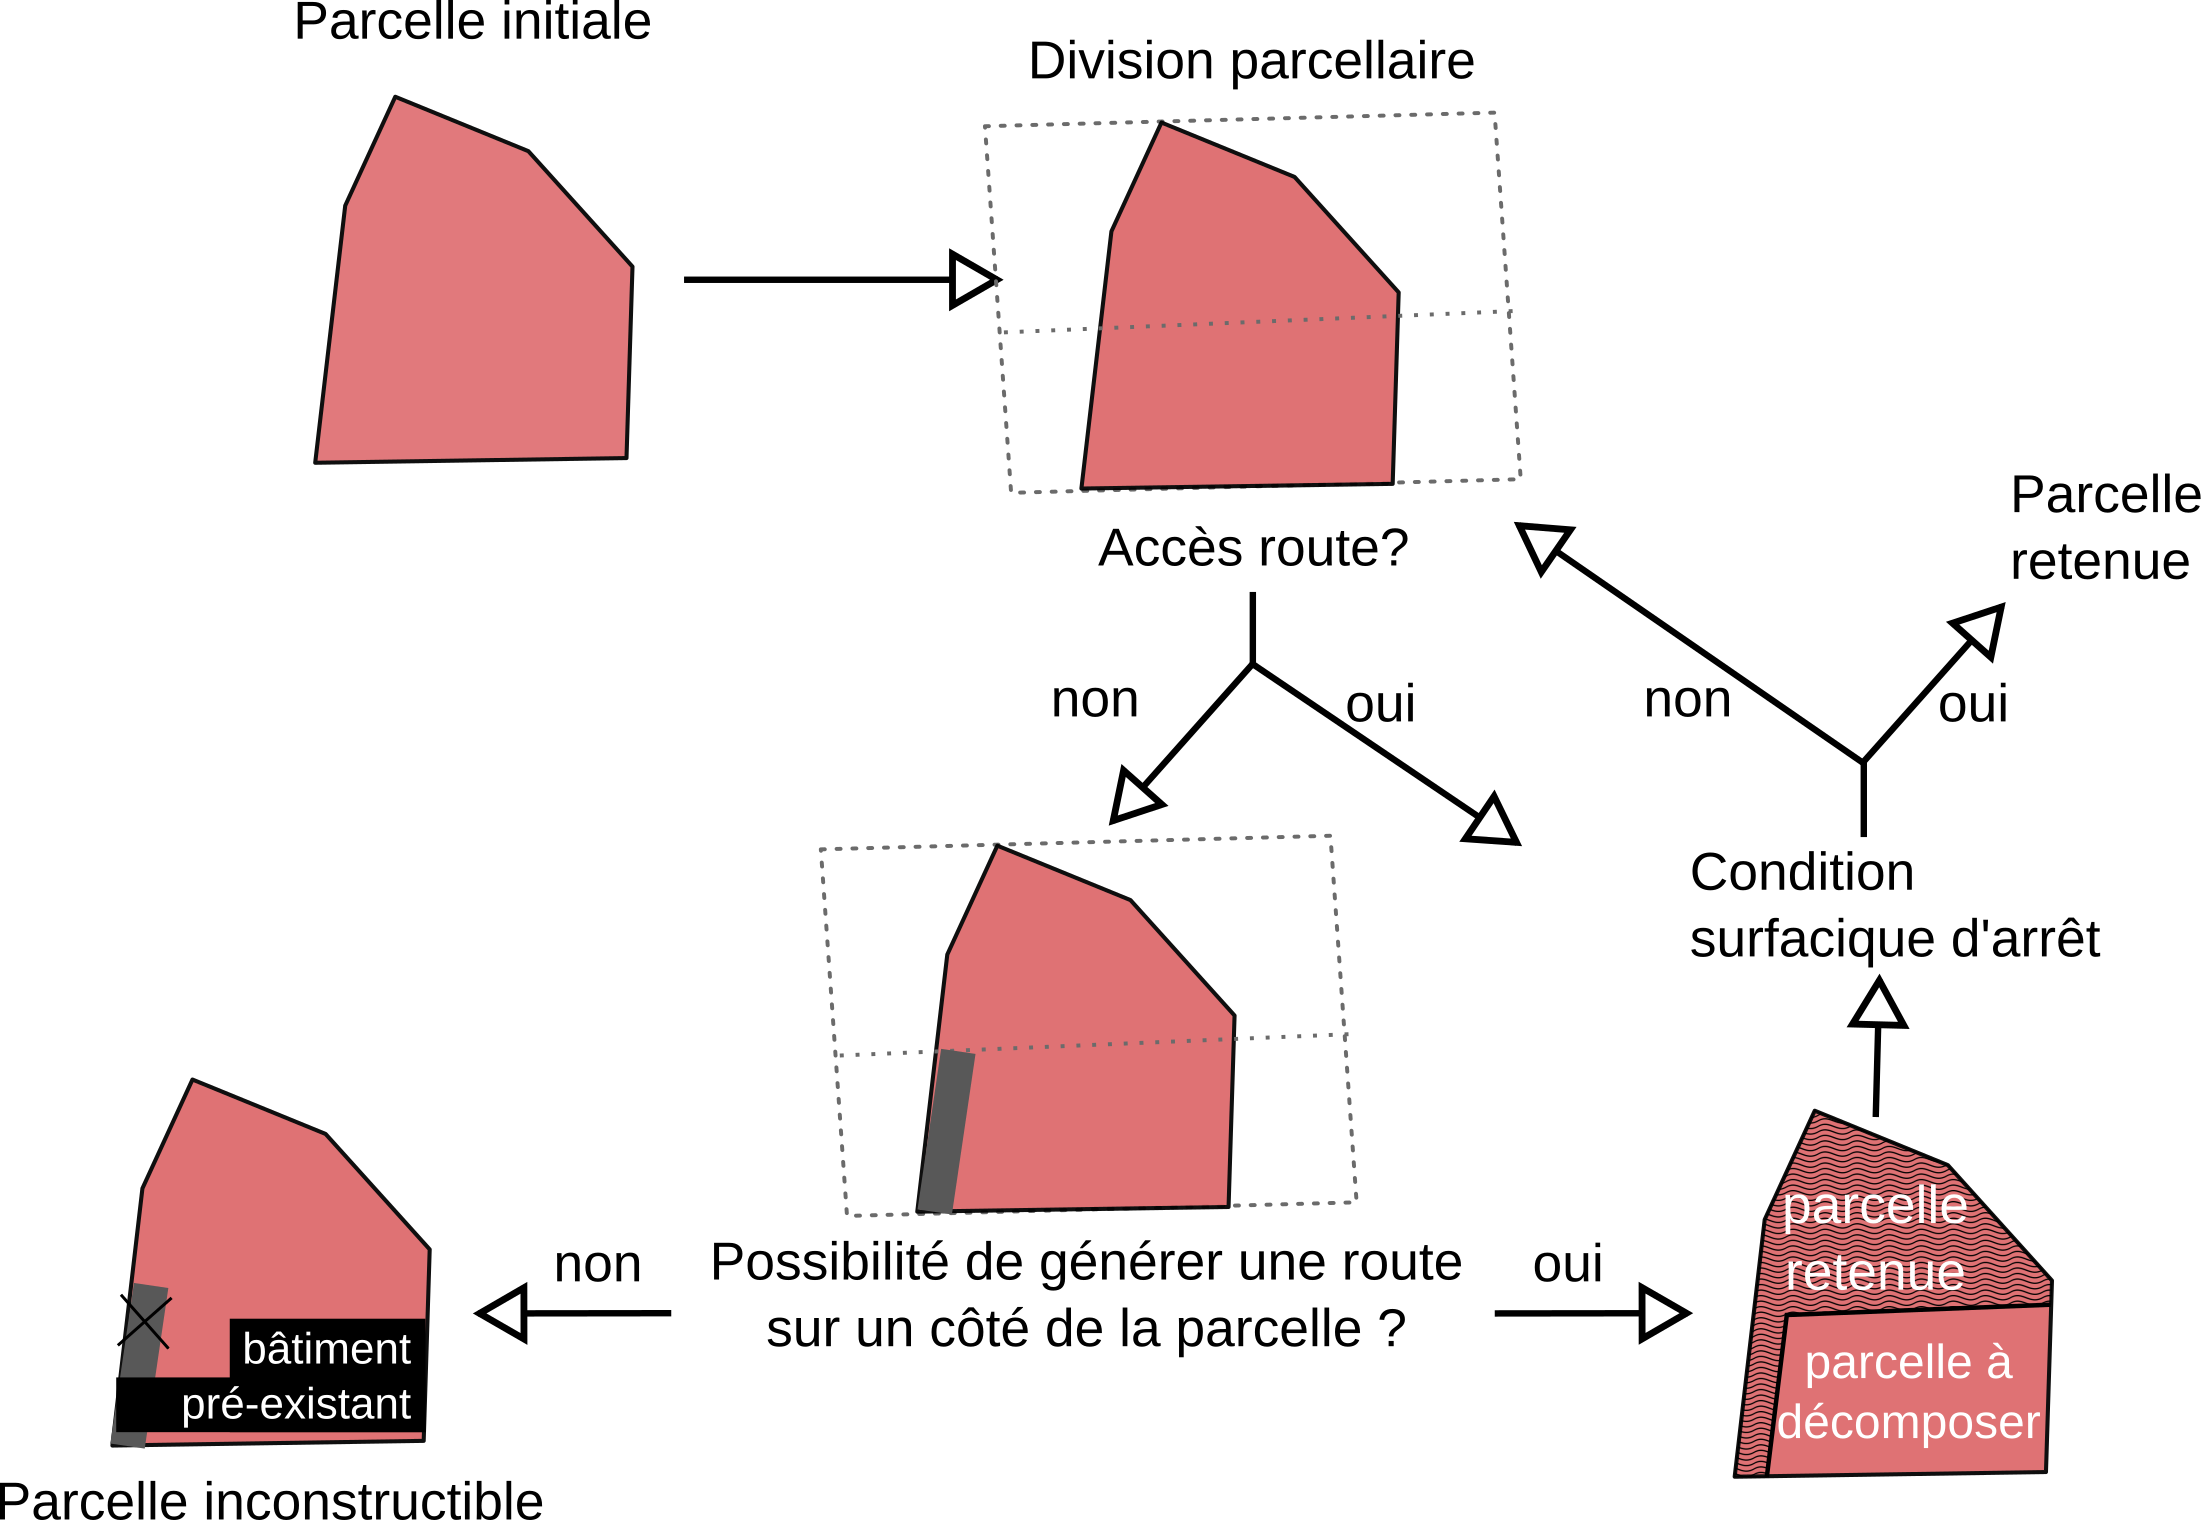 Parcelle initiale
Division parcellaire
Accès route?
non
oui
non
oui
Parcelle
retenue
Condition
surfacique d'arrêt
Possibilité de générer une route
sur un côté de la parcelle ?
non
oui
parcelle
retenue
parcelle à
décomposer
bâtiment
pré-existant
Parcelle inconstructible